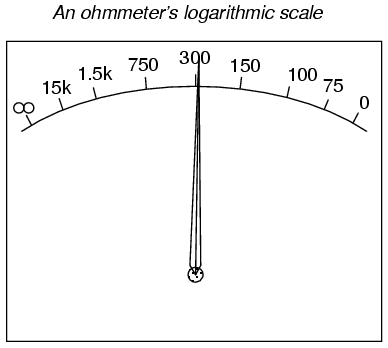 An ohmmeter's logarithmic scale
∞ 15k 1.5k 750 300 150 100 75 0